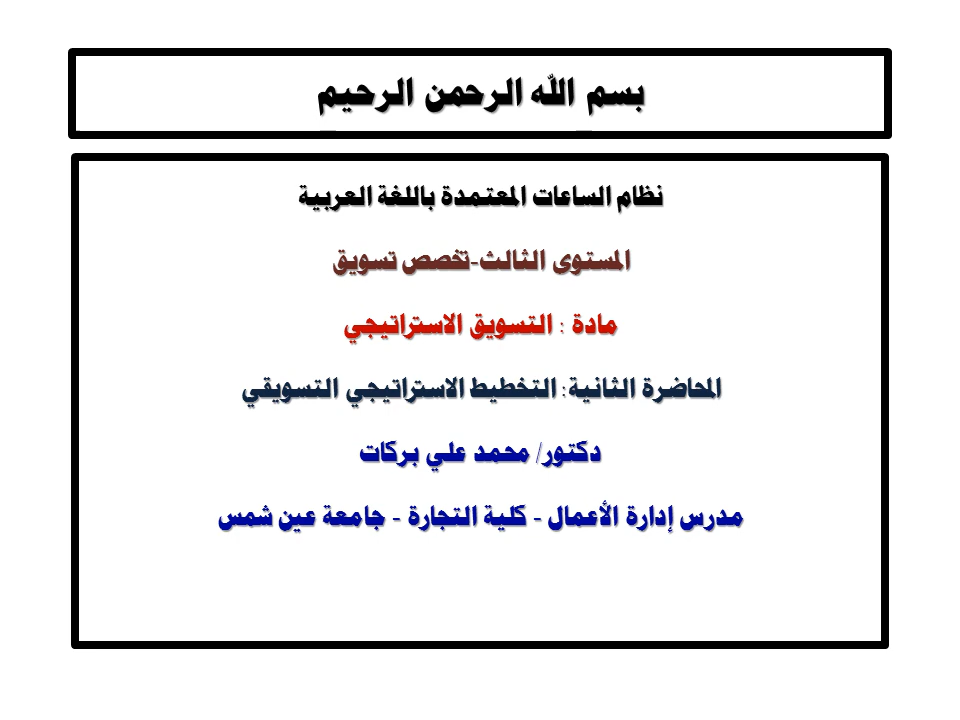 بسم الله الرحمن الرحيم
نظام الساعات المعتمدة باللغة العربية
المستوى الثالث-تخصص تسويق
مادة : التسويق الاستراتيجي
المحاضرة الثانية: التخطيط الاستراتيجي التسويقي
دكتور/ محمد علي بركات
مدرس إدارة الأعمال - كلية التجارة - جامعة عين شمس